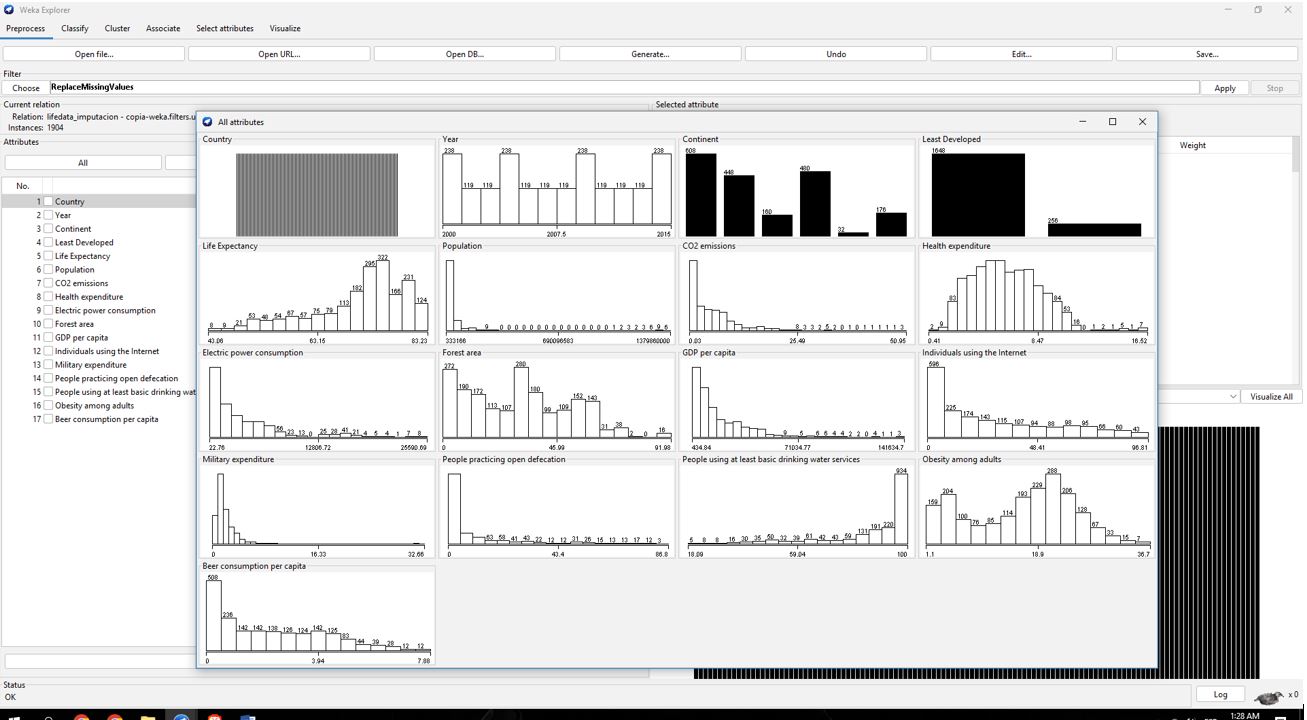 Weka Explorer
Preprocess Classify Cluster Associate Select attributes Visualize
Open file... Open URL... Open DB... Generate... Undo Edit... Save...
Filter
Choose ReplaceMissingValues Apply Stop
Current relation
Relation: lifedata_imputacion - copia-weka.filters.u
Instances: 1904
Selected attribute
Weight
Attributes
All
No.
1 Country
2 Year
3 Continent
4 Least Developed
5 Life Expectancy
6 Population
7 CO2 emissions
8 Health expenditure
9 Electric power consumption
10 Forest area
11 GDP per capita
12 Individuals using the Internet
13 Military expenditure
14 People practicing open defecation
15 People using at least basic drinking wat
16 Obesity among adults
17 Beer consumption per capita
Visualize All
All attributes
Country Year Continent Least Developed
238 119 119 238 119 119 119 238 119 119 119 238
2000 2007.5 2015
608 448 160 480 32 176
1648 256
Life Expectancy Population CO2 emissions Health expenditure
8 9 21 53 48 54 67 57 75 79 113 182 295 322 166 231 124
43.06 63.15 83.23
9 0 0 0 0 0 0 0 0 0 0 0 0 0 1 2 3 2 3 6 9 6
333166 690096583 1379860000
8 3 3 2 5 2 0 0 1 0 1 1 1 1 3
0.03 25.49 50.95
2 9 83 84 53 16 1 0 1 2 1 5 1 7
0.41 8.47 16.52
Electric power consumption Forest area GDP per capita Individuals using the Internet
56 23 13 0 25 28 41 21 4 5 4 1 7 8
22.76 12806.72 25590.69
272 190 172 113 107 280 180 99 109 152 143 31 38 2 0 16
0 45.99 91.98
9 5 2 4 6 4 2 2 0 4 1 1 3
404.84 71034.77 141634.7
596 225 174 143 115 107 94 88 98 95 66 60 43
0 48.41 96.81
Military expenditure People practicing open defecation People using at least basic drinking water services Obesity among adults
0 16.33 32.66
63 58 41 43 22 12 12 31 26 15 13 13 17 12 3
0 43.4 86.8
5 8 8 16 30 35 50 32 39 61 42 43 59 131 191 220 934
18.09 59.04 100
159 204 100 76 85 114 193 229 288 206 128 67 33 15 7
1.1 18.9 36.7
Beer consumption per capita
508 236 142 142 138 126 124 142 125 83 44 39 28 12 12
0 3.94 7.88
Status
OK
Log x 0
1:28 AM